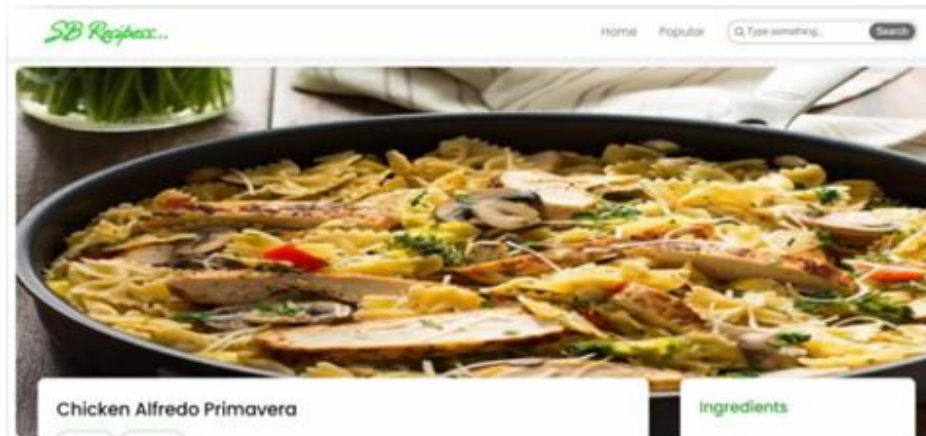 SB Recipess...
Home Popular Type something.. Search
Chicken Alfredo Primavera
Ingredients